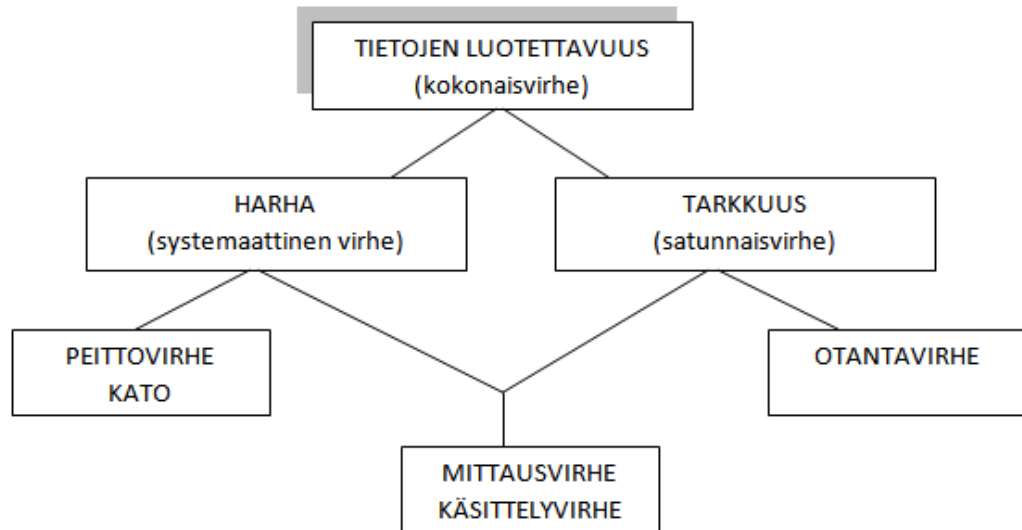 TIETOJEN LUOTETTAVUUS
(kokonaisvirhe)
HARHA
(systemaattinen virhe)
TARKKUUS
(satunnaisvirhe)
PEITTOVIRHE
KATO
OTANTAVIRHE
MITTAUSVIRHE
KÄSITTELYVIRHE